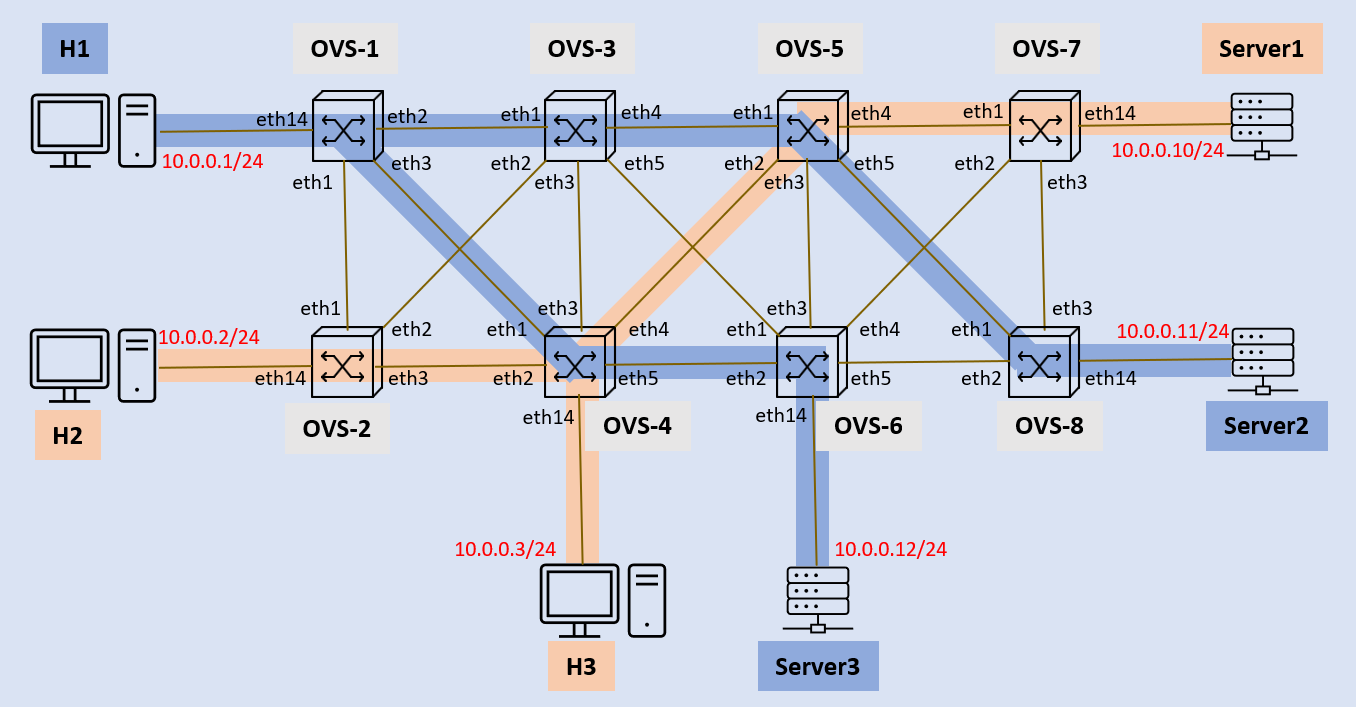 H1
OVS-1
OVS-3
OVS-5
OVS-7
Server1
eth14
eth2
eth1
eth4
eth1
eth4
eth1
eth14
10.0.0.1/24
eth3
eth2
eth5
eth2
eth5
eth2
10.0.0.10/24
eth1
eth3
eth3
eth3
eth1
eth3
eth3
eth3
10.0.0.2/24
eth2
eth1
eth4
eth1
eth4
eth1
10.0.0.11/24
eth14
eth3
eth2
eth5
eth2
eth5
eth2
eth14
H2
OVS-2
eth14
OVS-4
eth14
OVS-6
OVS-8
Server2
10.0.0.3/24
10.0.0.12/24
H3
Server3